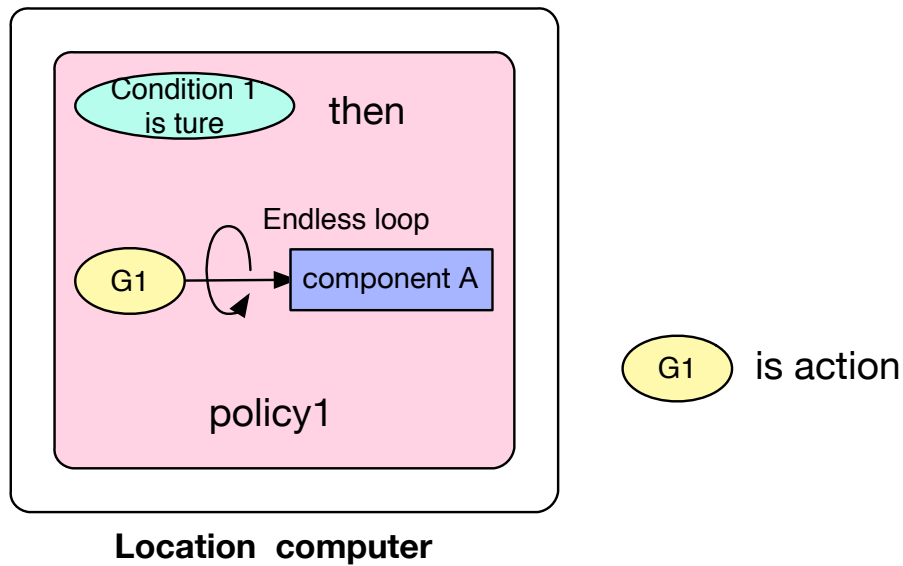 Condition 1
is ture
then
Endless loop
G1
component A
policy1
G1
is action
Location computer